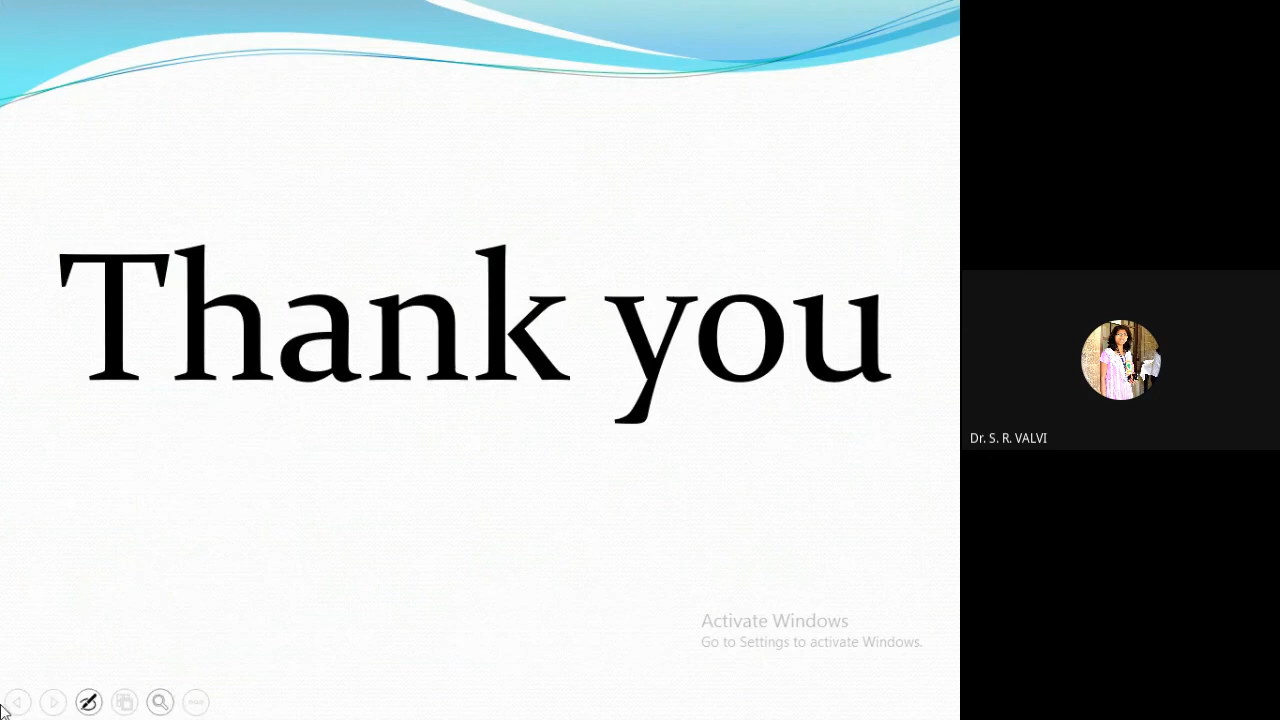 Thank you
Dr. S. R. VALVI
Activate Windows
Go to Settings to activate Windows.